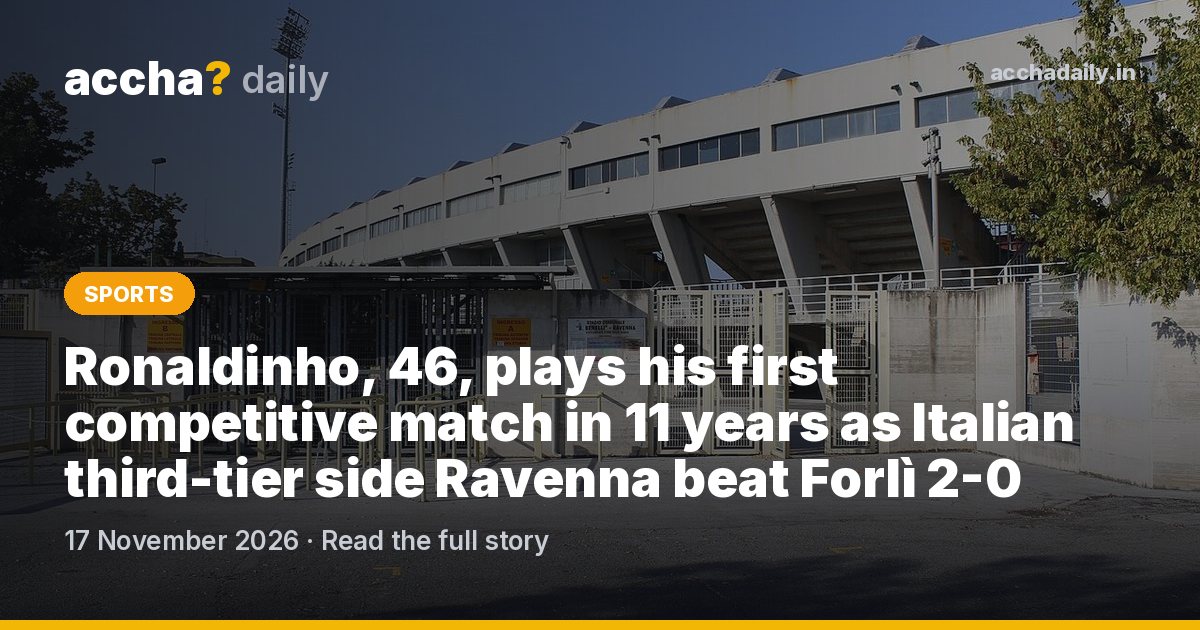 accha? daily
acchadaily.in
SPORTS
Ronaldinho, 46, plays his first
competitive match in 11 years as Italian
third-tier side Ravenna beat Forlì 2-0
17 November 2026 · Read the full story